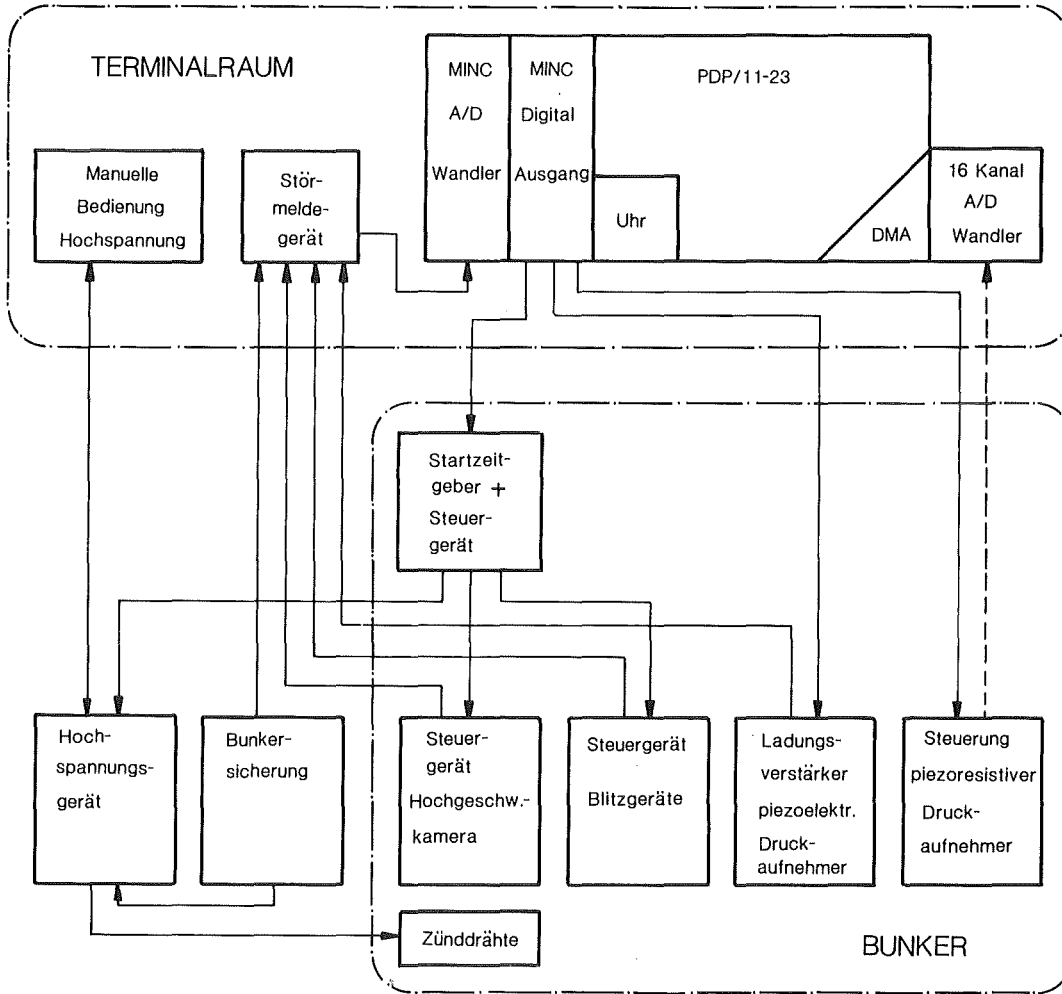 TERMINALRAUM
MINC
A/D
Wandler
MINC
Digital
Ausgang
PDP/11-23
Uhr
DMA
16 Kanal
A/D
Wandler
Manuelle
Bedienung
Hochspannung
Stör-
melde-
gerät
Startzeit-
geber +
Steuer-
gerät
Hoch-
spannungs-
gerät
Bunker-
sicherung
Steuer-
gerät
Hochgeschw.-
kamera
Steuergerät
Blitzgeräte
Ladungs-
verstärker
piezoelektr.
Druck-
aufnehmer
Steuerung
piezoresistiver
Druck-
aufnehmer
Zünddrähte
BUNKER